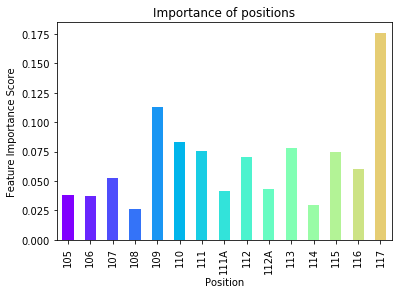 Importance of positions
Feature Importance Score
0.175
0.150
0.125
0.100
0.075
0.050
0.025
0.000
105 106 107 108 109 110 111 111A 112 112A 113 114 115 116 117
Position